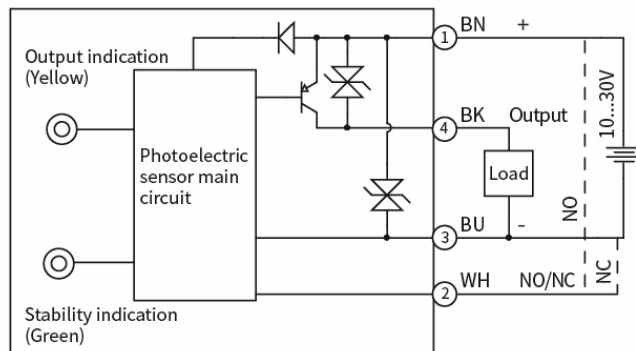 Output indication
(Yellow)
Photoelectric
sensor main
circuit
Stability indication
(Green)
1 BN +
4 BK Output
Load
3 BU -
2 WH NO/NC
NO
NC
10...30V